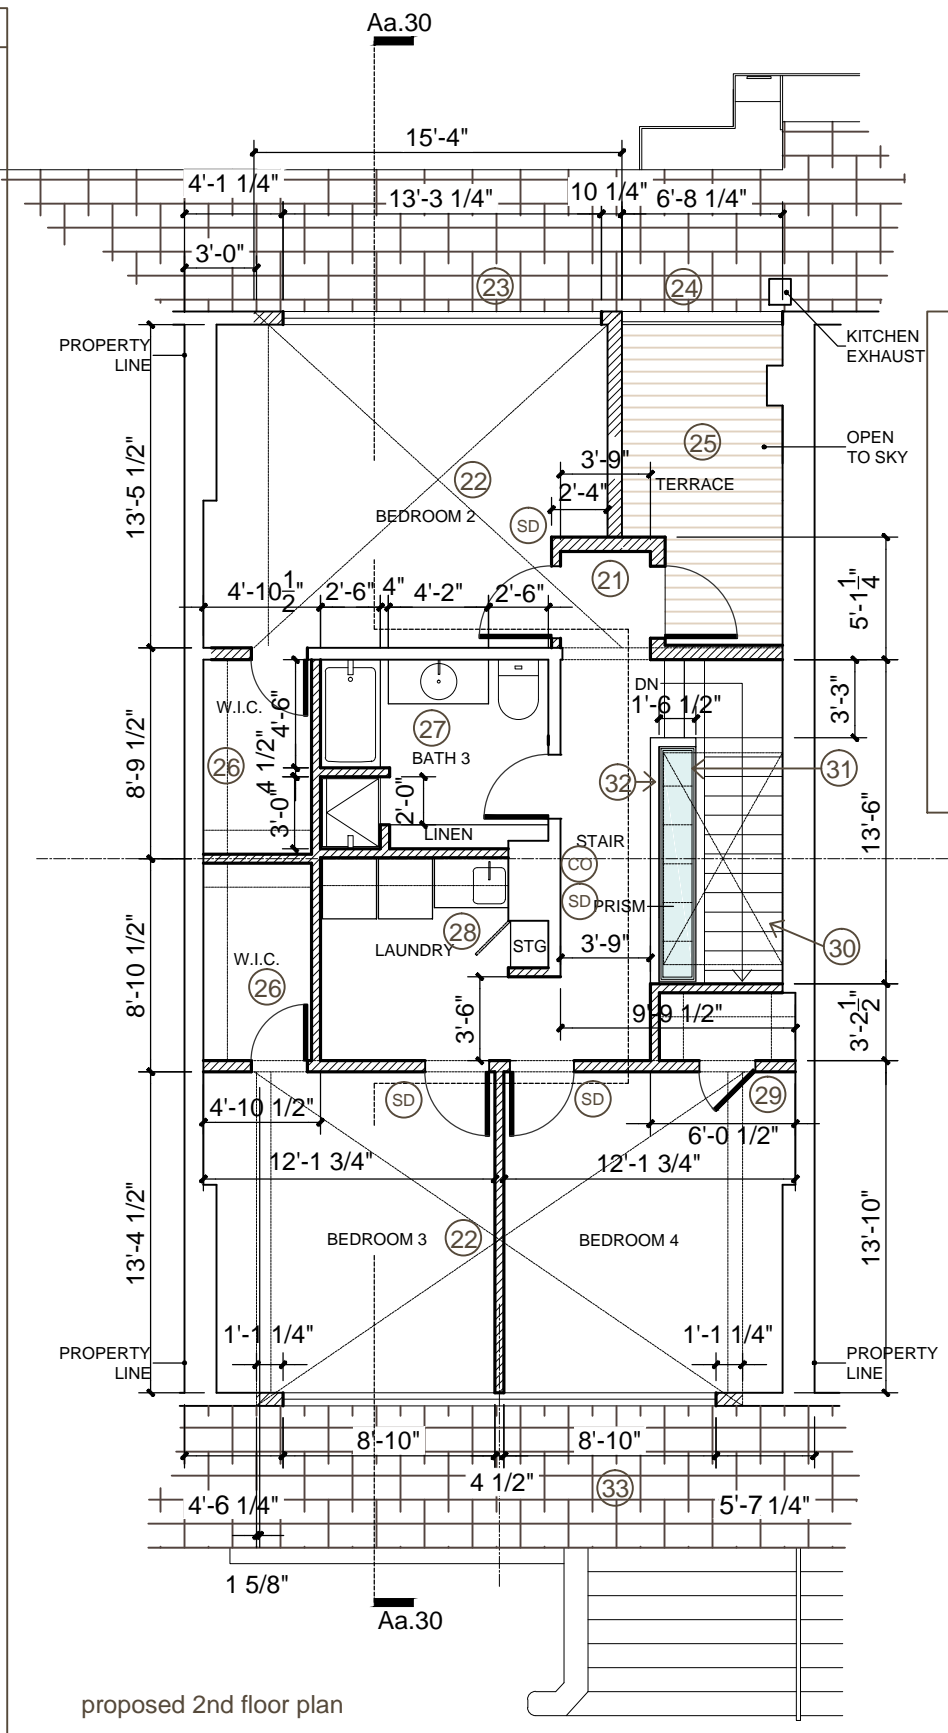 Aa.30
15'-4"
4'-1 1/4"
13'-3 1/4"
10 1/4"
6'-8 1/4"
3'-0"
23
24
PROPERTY
LINE
KITCHEN
EXHAUST
13'-5 1/2"
25
OPEN
TO SKY
3'-9"
22
TERRACE
2'-4"
BEDROOM 2
SD
21
5'-1 1/4
4'-10 1/2"
2'-6"
4"
4'-2"
2'-6"
DN
3'-3"
W.I.C.
4'-6"
1'-6 1/2"
27
BATH 3
8'-9 1/2"
26
4 1/2"
32
31
3'-0"
2'-0"
13'-6"
LINEN
STAIR
CO
SD
PRISM
28
LAUNDRY
STG
30
W.I.C.
3'-9"
8'-10 1/2"
26
3'-6"
9'-9 1/2"
3'-2 1/2
SD
SD
29
4'-10 1/2"
6'-0 1/2"
12'-1 3/4"
12'-1 3/4"
13'-4 1/2"
BEDROOM 3
22
BEDROOM 4
13'-10"
1'-1 1/4"
1'-1 1/4"
PROPERTY
LINE
PROPERTY
LINE
8'-10"
8'-10"
4 1/2"
33
4'-6 1/4"
5'-7 1/4"
1 5/8"
Aa.30
proposed 2nd floor plan